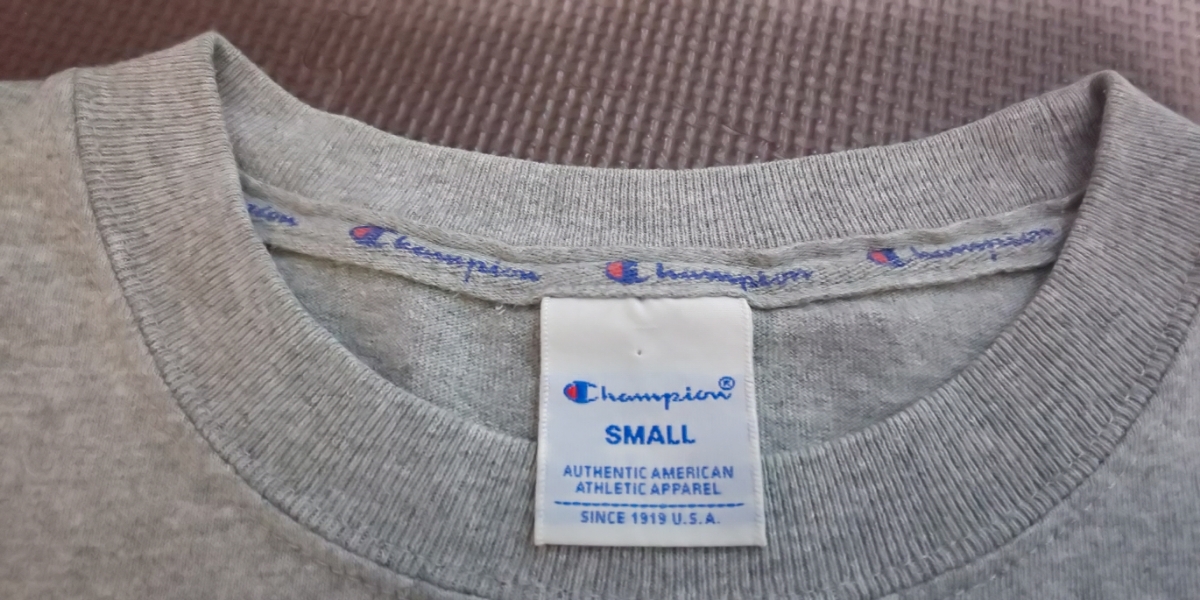 Champion
Champion
Champion
Champion®
SMALL
AUTHENTIC AMERICAN
ATHLETIC APPAREL
SINCE 1919 U.S.A.